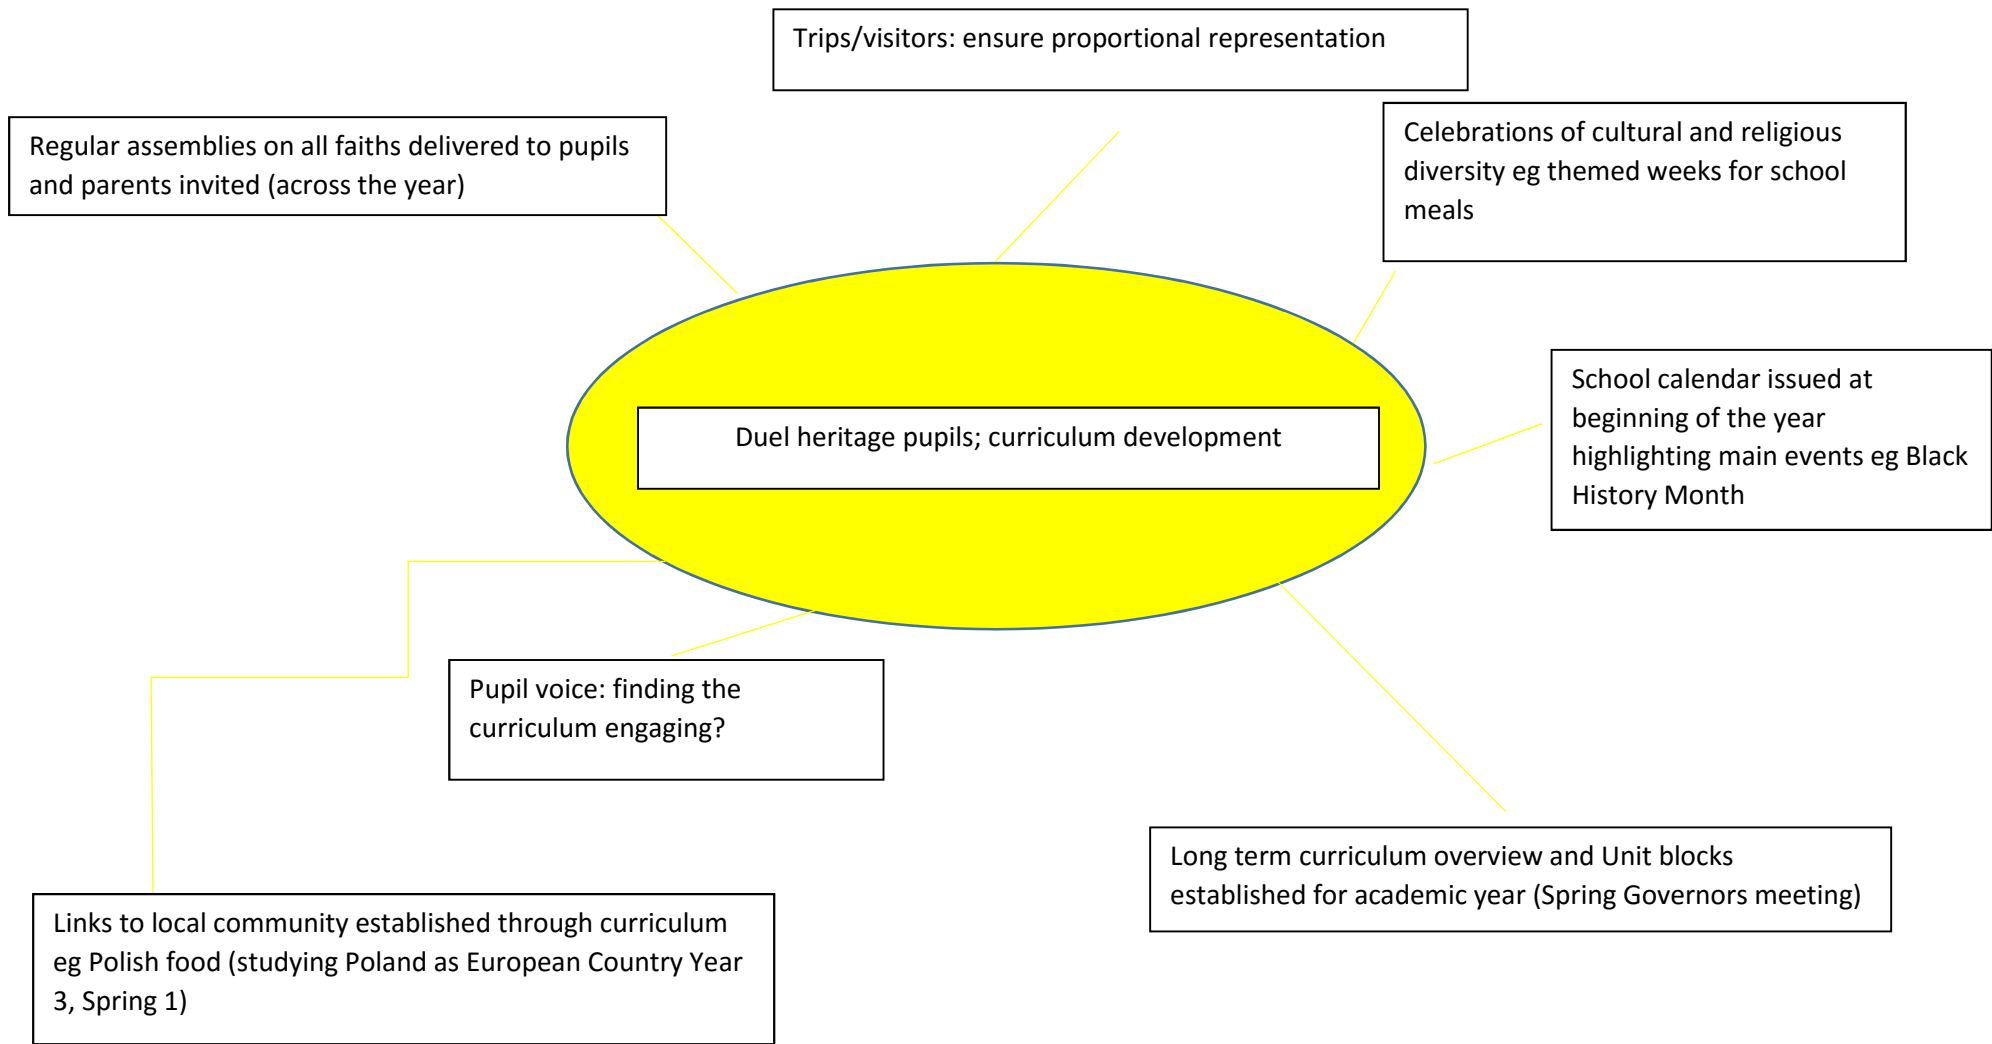 Trips/visitors: ensure proportional representation
Regular assemblies on all faiths delivered to pupils
and parents invited (across the year)
Celebrations of cultural and religious
diversity eg themed weeks for school
meals
School calendar issued at
beginning of the year
highlighting main events eg Black
History Month
Duel heritage pupils; curriculum development
Pupil voice: finding the
curriculum engaging?
Long term curriculum overview and Unit blocks
established for academic year (Spring Governors meeting)
Links to local community established through curriculum
eg Polish food (studying Poland as European Country Year
3, Spring 1)